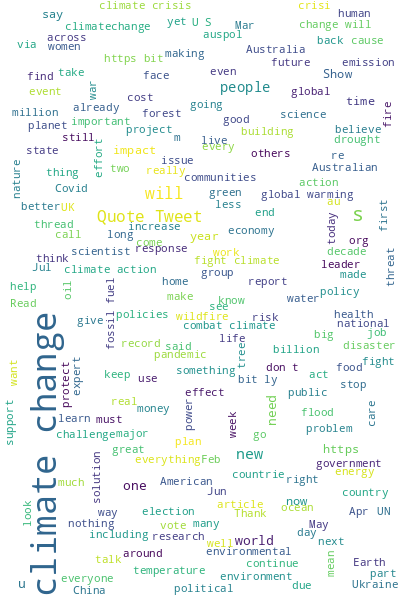 climate crisis
crisi
say
climatechange
yet
U S
Mar
change will
human
auspol
across
back
cause
via
women
https bit
making
Australia
future
emission
find
take
war
face
even
global
Show
event
cost
going
people
time
fire
million
already
forest
good
science
planet
important
project
m
building
believe
still
effort
live
every
others
drought
state
impact
issue
re
nature
thing
two
really
communities
Australian
Covid
green
action
global warming
better
UK
less
ad
first
thread
Quote Tweet
will
end
s
call
long
increase
economy
today
org
come
year
think
scientist
response
work
decade
fight climate
leader
threat
Jul
climate action
group
made
help
oil
fossil fuel
home
report
policy
Read
make
know
water
give
policies
see
health
wildfire
risk
national
combat climate
big
job
record
said
life
tree
disaster
pandemic
billion
want
protect
expert
something
don t
food
fight
keep
use
bit ly
act
stop
effect
public
support
real
money
power
week
need
flood
care
climate change
learn
must
challenge
major
go
problem
great
plan
new
https
everything
Feb
government
solution
countrie
energy
much
one
American
right
country
look
way
Jun
article
now
nothing
election
Thank
ocean
Apr
UN
vote
many
May
including
research
well
world
day
next
talk
around
environmental
mean
Earth
temperature
continue
part
everyone
environment
u
China
political
due
Ukraine